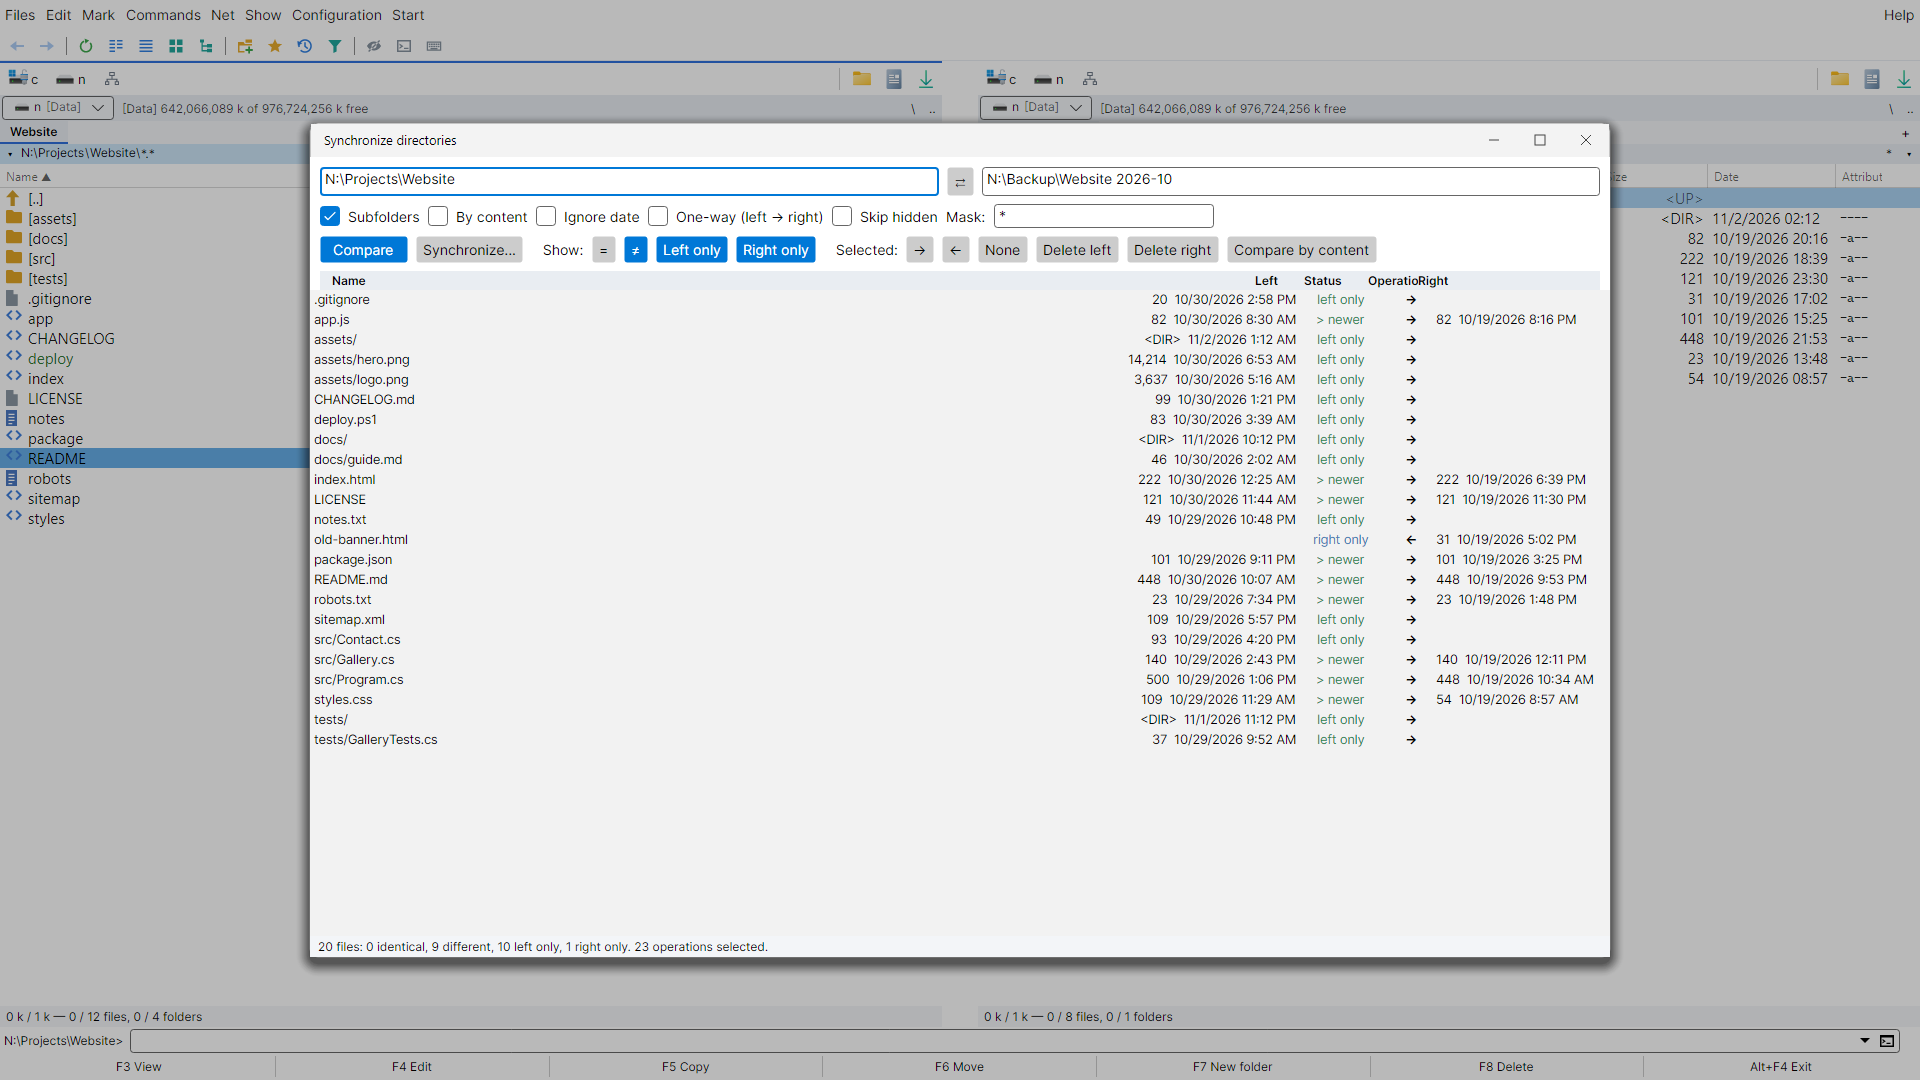 Files Edit Mark Commands Net Show Configuration Start Help
c n
c n
n [Data] [Data] 642,066,089 k of 976,724,256 k free \ ..
n [Data] [Data] 642,066,089 k of 976,724,256 k free \ ..
Website
N:\Projects\Website\*.*
Name
[..]
[assets]
[docs]
[src]
[tests]
.gitignore
app
CHANGELOG
deploy
index
LICENSE
notes
package
README
robots
sitemap
styles
Synchronize directories
N:\Projects\Website
N:\Backup\Website 2026-10
Subfolders By content Ignore date One-way (left → right) Skip hidden Mask: *
Compare Synchronize... Show: = ≠ Left only Right only Selected: → ← None Delete left Delete right Compare by content
Name Left Status Operatio Right
.gitignore 20 10/30/2026 2:58 PM left only →
app.js 82 10/30/2026 8:30 AM > newer → 82 10/19/2026 8:16 PM
assets/ <DIR> 11/2/2026 1:12 AM left only →
assets/hero.png 14,214 10/30/2026 6:53 AM left only →
assets/logo.png 3,637 10/30/2026 5:16 AM left only →
CHANGELOG.md 99 10/30/2026 1:21 PM left only →
deploy.ps1 83 10/30/2026 3:39 AM left only →
docs/ <DIR> 11/1/2026 10:12 PM left only →
docs/guide.md 46 10/30/2026 2:02 AM left only →
index.html 222 10/30/2026 12:25 AM > newer → 222 10/19/2026 6:39 PM
LICENSE 121 10/30/2026 11:44 AM > newer → 121 10/19/2026 11:30 PM
notes.txt 49 10/29/2026 10:48 PM left only →
old-banner.html right only ← 31 10/19/2026 5:02 PM
package.json 101 10/29/2026 9:11 PM > newer → 101 10/19/2026 3:25 PM
README.md 448 10/30/2026 10:07 AM > newer → 448 10/19/2026 9:53 PM
robots.txt 23 10/29/2026 7:34 PM > newer → 23 10/19/2026 1:48 PM
sitemap.xml 109 10/29/2026 5:57 PM left only →
src/Contact.cs 93 10/29/2026 4:20 PM left only →
src/Gallery.cs 140 10/29/2026 2:43 PM > newer → 140 10/19/2026 12:11 PM
src/Program.cs 500 10/29/2026 1:06 PM > newer → 448 10/19/2026 10:34 AM
styles.css 109 10/29/2026 11:29 AM > newer → 54 10/19/2026 8:57 AM
tests/ <DIR> 11/1/2026 11:12 PM left only →
tests/GalleryTests.cs 37 10/29/2026 9:52 AM left only →
20 files: 0 identical, 9 different, 10 left only, 1 right only. 23 operations selected.
+
*
Date Attribut
<UP>
<DIR> 11/2/2026 02:12 ----
82 10/19/2026 20:16 -a--
222 10/19/2026 18:39 -a--
121 10/19/2026 23:30 -a--
31 10/19/2026 17:02 -a--
101 10/19/2026 15:25 -a--
448 10/19/2026 21:53 -a--
23 10/19/2026 13:48 -a--
54 10/19/2026 08:57 -a--
0 k / 1 k — 0 / 12 files, 0 / 4 folders
0 k / 1 k — 0 / 8 files, 0 / 1 folders
N:\Projects\Website>
F3 View F4 Edit F5 Copy F6 Move F7 New folder F8 Delete Alt+F4 Exit